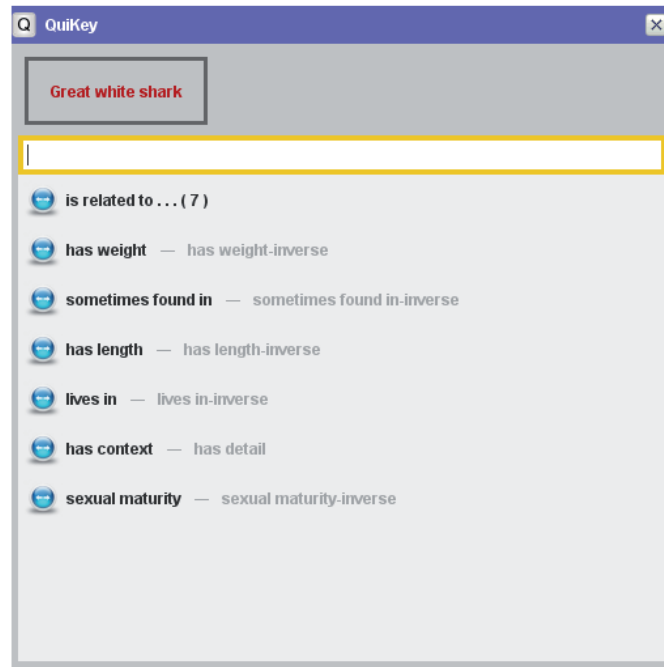 Q QuiKey
Great white shark
is related to . . . ( 7 )
has weight — has weight-inverse
sometimes found in — sometimes found in-inverse
has length — has length-inverse
lives in — lives in-inverse
has context — has detail
sexual maturity — sexual maturity-inverse